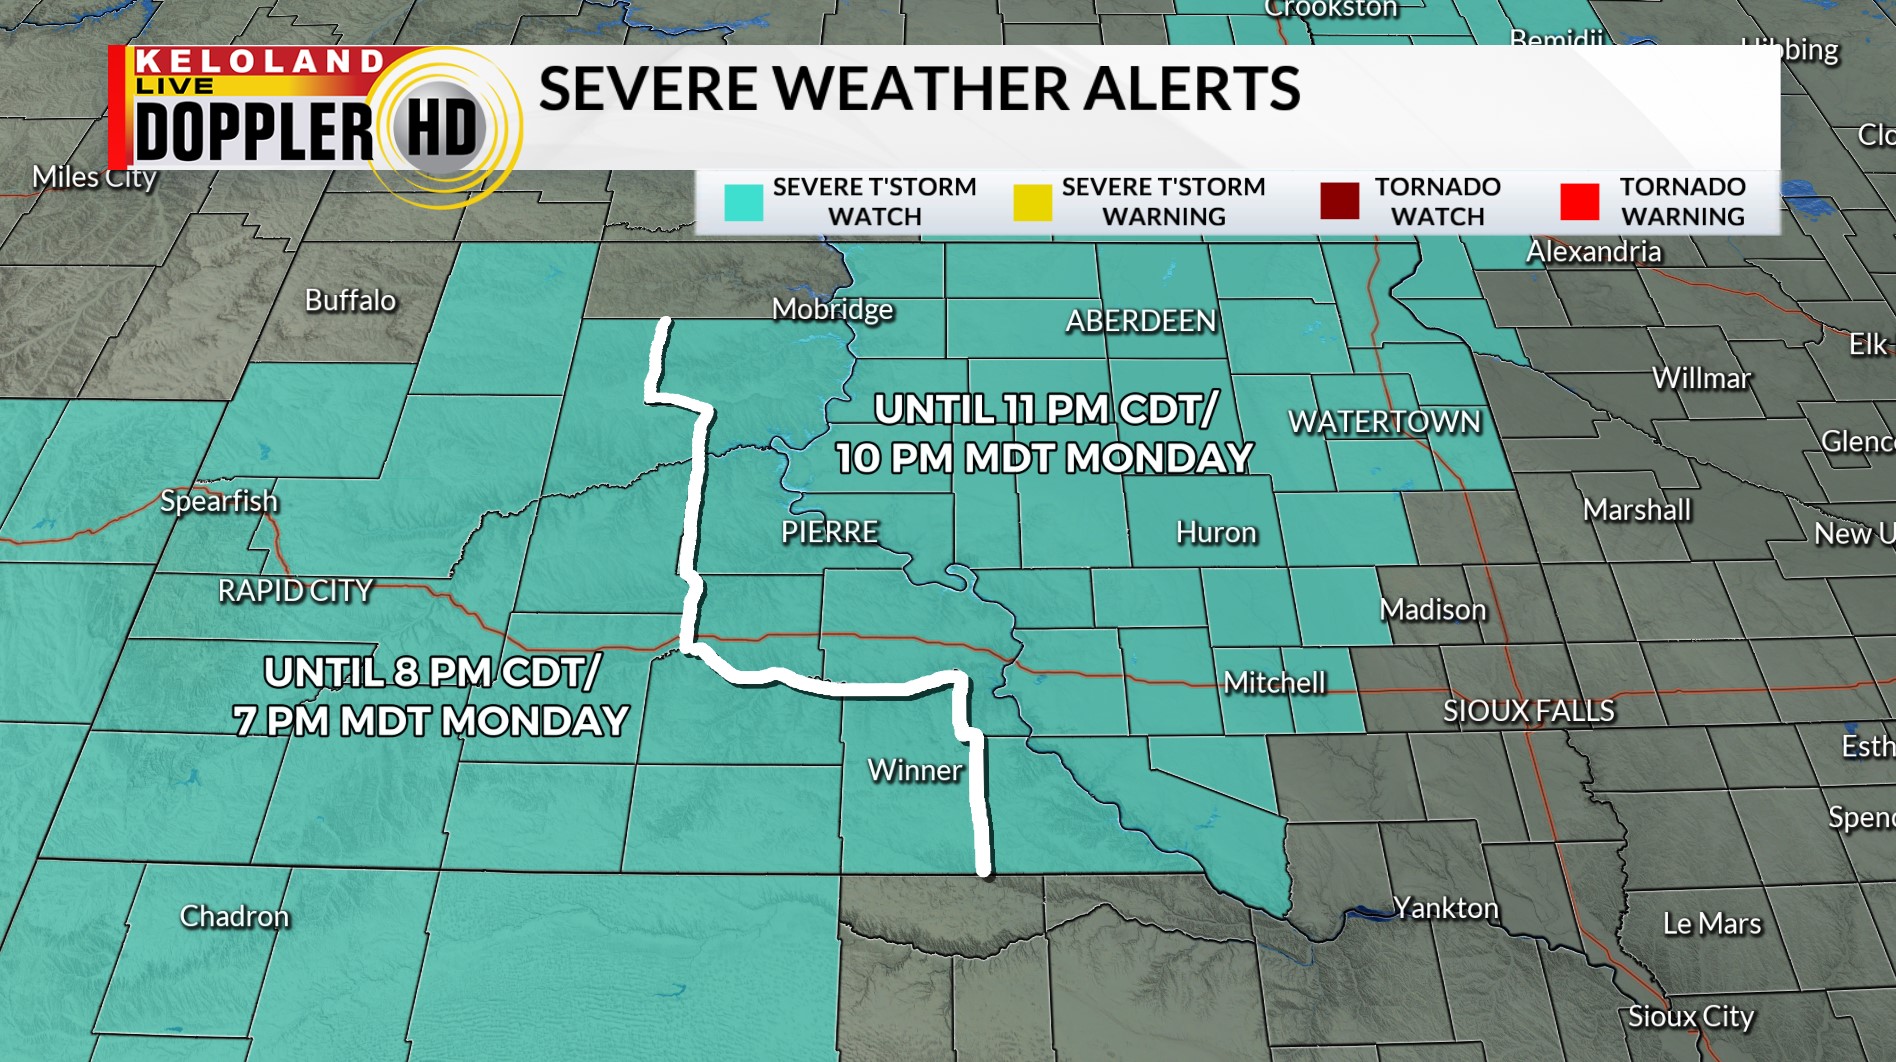 Crookston
Bemidji
Hibbing
KELOLAND
LIVE
DOPPLER HD
SEVERE WEATHER ALERTS
SEVERE T'STORM
WATCH
SEVERE T'STORM
WARNING
TORNADO
WATCH
TORNADO
WARNING
Clo
Miles City
Alexandria
Buffalo
Mobridge
ABERDEEN
Elk
Willmar
UNTIL 11 PM CDT/
10 PM MDT MONDAY
WATERTOWN
Glenc
Spearfish
Marshall
PIERRE
Huron
New U
RAPID CITY
Madison
UNTIL 8 PM CDT/
7 PM MDT MONDAY
Mitchell
SIOUX FALLS
Esth
Winner
Spenc
Chadron
Yankton
Le Mars
Sioux City